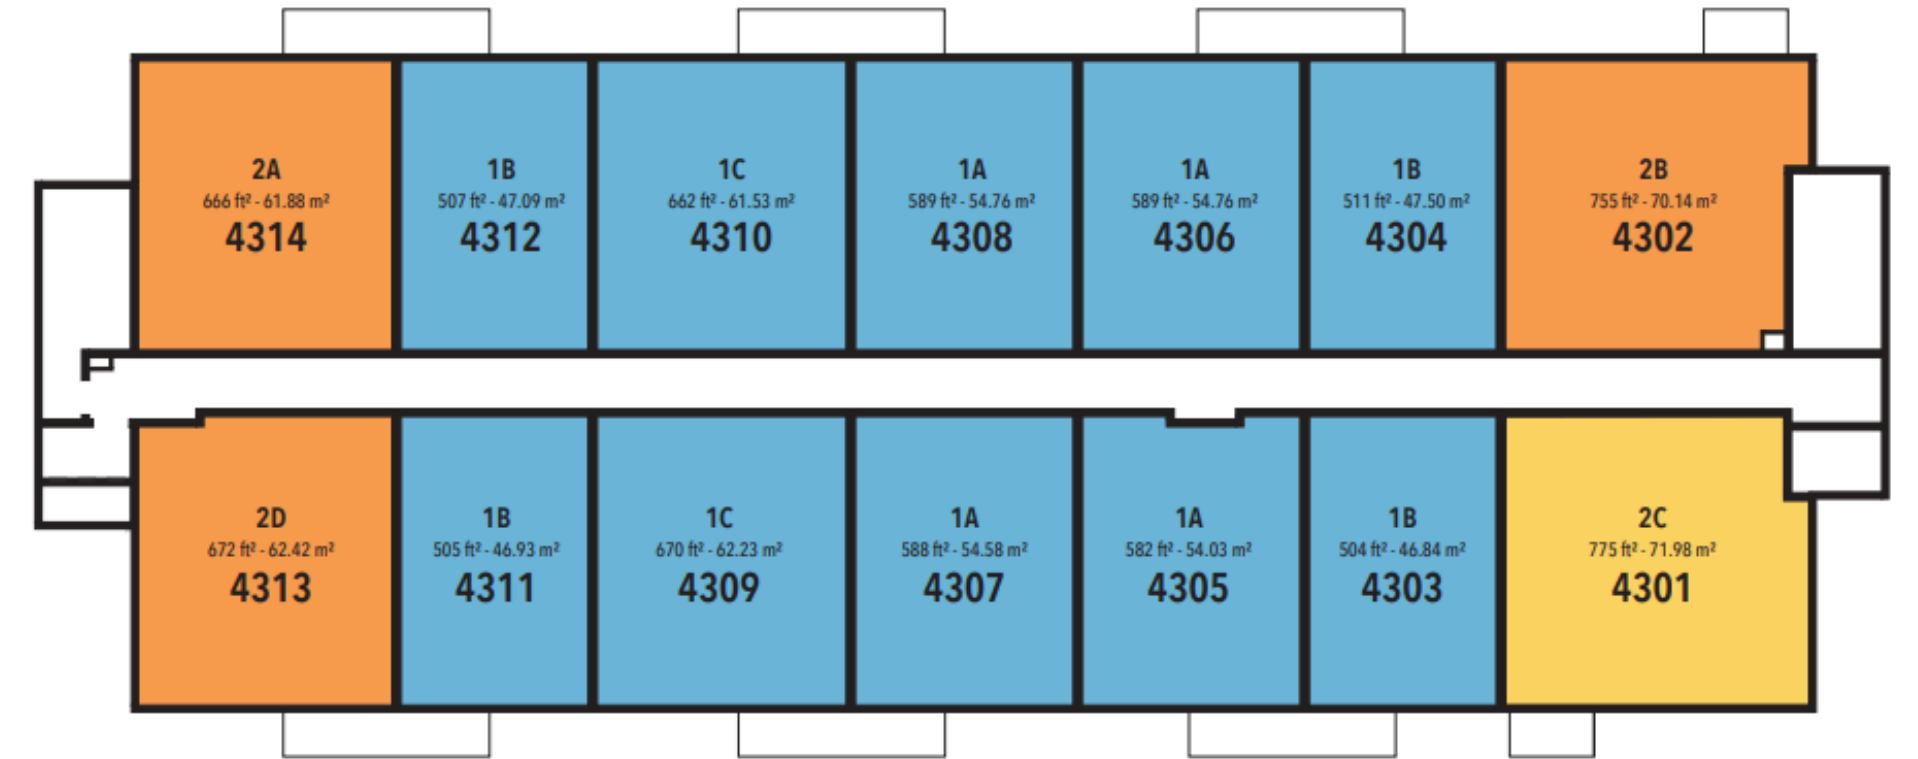 2A
666 ft² - 61.88 m²
4314
1B
507 ft² - 47.09 m²
4312
1C
662 ft² - 61.53 m²
4310
1A
589 ft² - 54.76 m²
4308
1A
589 ft² - 54.76 m²
4306
1B
511 ft² - 47.50 m²
4304
2B
755 ft² - 70.14 m²
4302
2D
672 ft² - 62.42 m²
4313
1B
505 ft² - 46.93 m²
4311
1C
670 ft² - 62.23 m²
4309
1A
588 ft² - 54.58 m²
4307
1A
582 ft² - 54.03 m²
4305
1B
504 ft² - 46.84 m²
4303
2C
775 ft² - 71.98 m²
4301